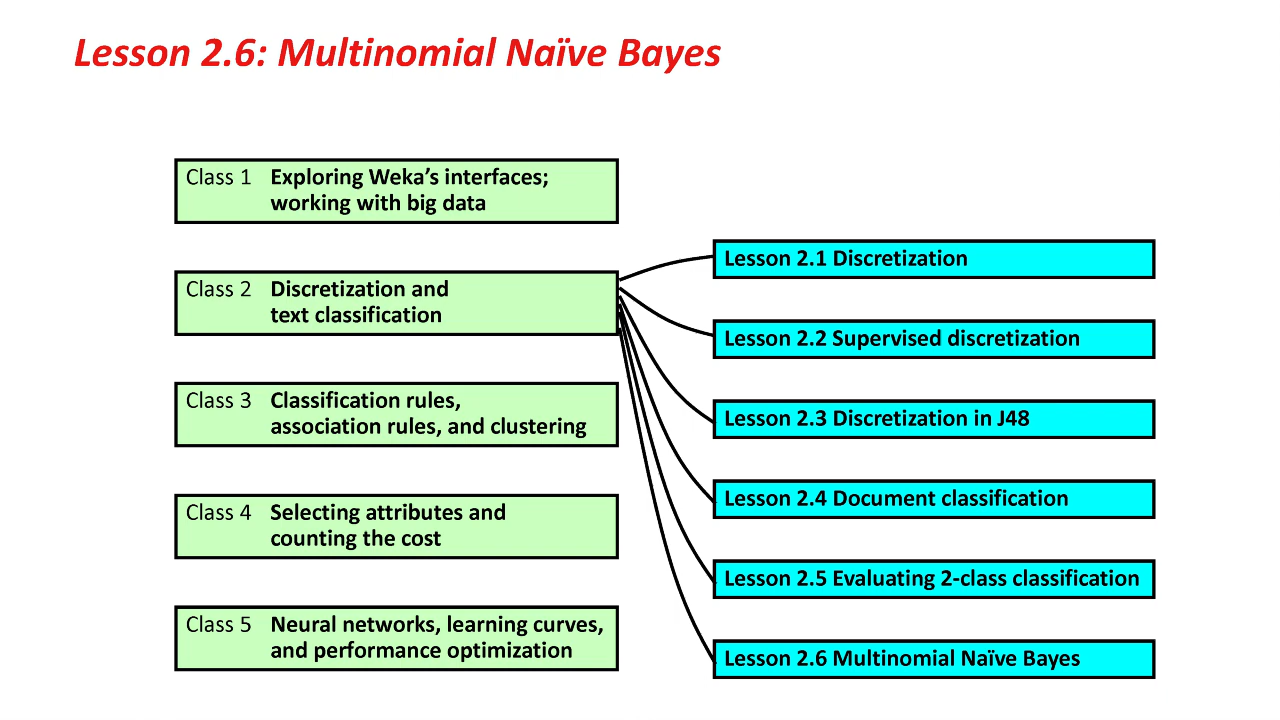 Lesson 2.6: Multinomial Naïve Bayes
Class 1 Exploring Weka's interfaces;
working with big data
Class 2 Discretization and
text classification
Class 3 Classification rules,
association rules, and clustering
Class 4 Selecting attributes and
counting the cost
Class 5 Neural networks, learning curves,
and performance optimization
Lesson 2.1 Discretization
Lesson 2.2 Supervised discretization
Lesson 2.3 Discretization in J48
Lesson 2.4 Document classification
Lesson 2.5 Evaluating 2-class classification
Lesson 2.6 Multinomial Naïve Bayes